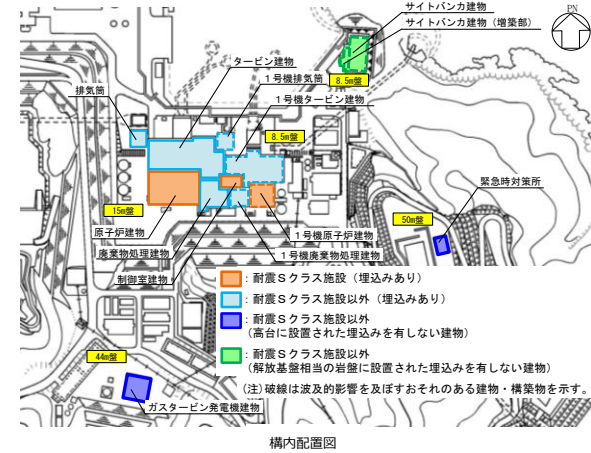 サイトバンカ建物
PN
サイトバンカ建物（増築部）
タービン建物
1号機排気筒
8.5m盤
排気筒
1号機タービン建物
8.5m盤
緊急時対策所
15m盤
50m盤
原子炉建物
1号機原子炉建物
廃棄物処理建物
1号機廃棄物処理建物
制御室建物
：耐震Ｓクラス施設（埋込みあり）
：耐震Ｓクラス施設以外（埋込みあり）
：耐震Ｓクラス施設以外
（高台に設置された埋込みを有しない建物）
：耐震Ｓクラス施設以外
（解放基盤相当の岩盤に設置された埋込みを有しない建物）
44m盤
（注）破線は波及的影響を及ぼすおそれのある建物・構築物を示す。
ガスタービン発電機建物
構内配置図